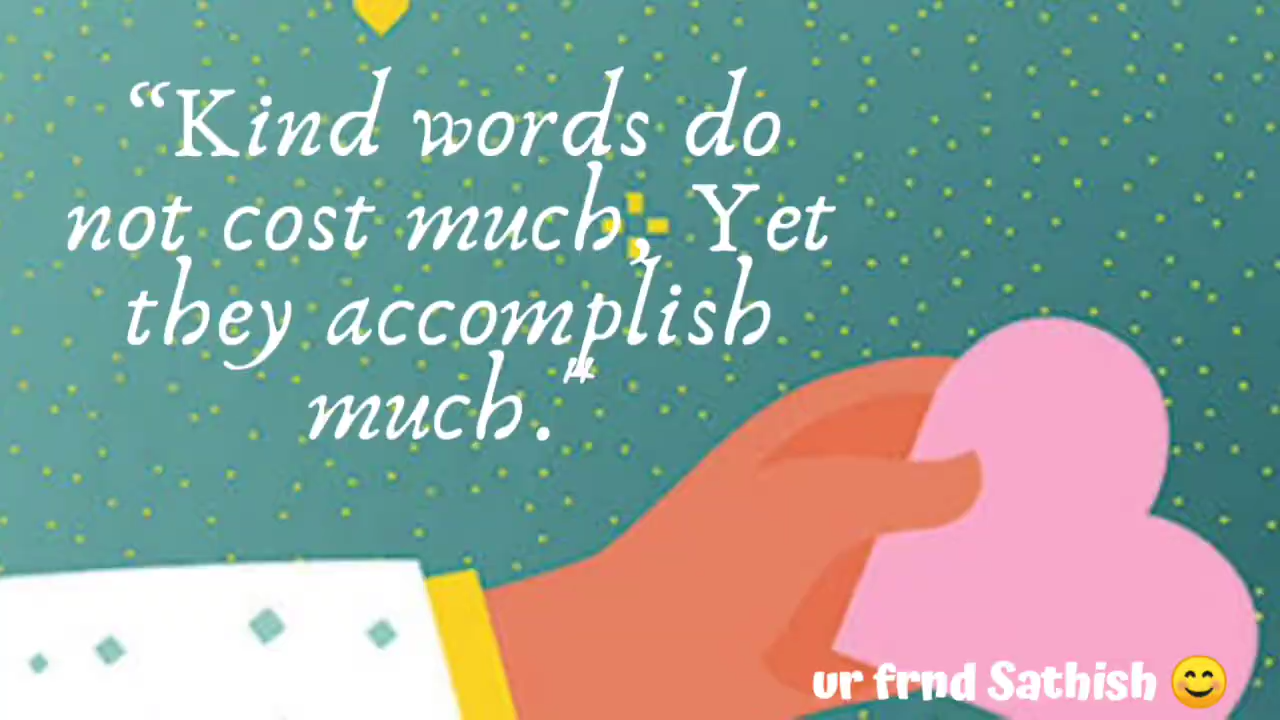 “Kind words do
not cost much, Yet
they accomplish
much."
ur frnd Sathish 😊